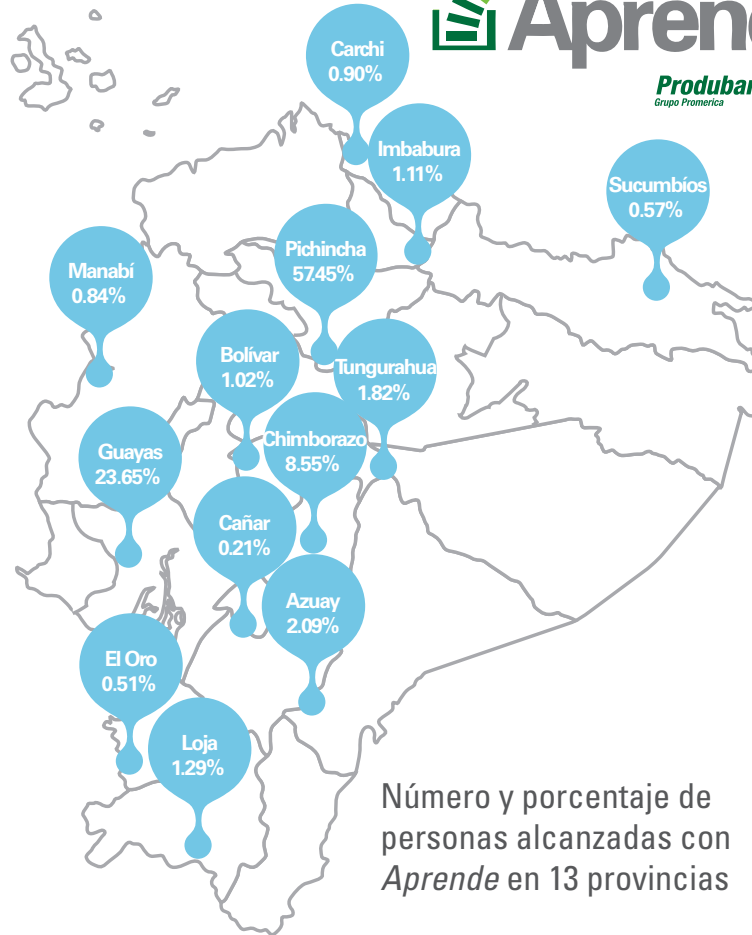 Aprend
Produban
Grupo Promerica
Carchi
0.90%
Imbabura
1.11%
Sucumbíos
0.57%
Pichincha
57.45%
Manabí
0.84%
Bolívar
1.02%
Tungurahua
1.82%
Chimborazo
8.55%
Guayas
23.65%
Cañar
0.21%
Azuay
2.09%
El Oro
0.51%
Loja
1.29%
Número y porcentaje de
personas alcanzadas con
Aprende en 13 provincias